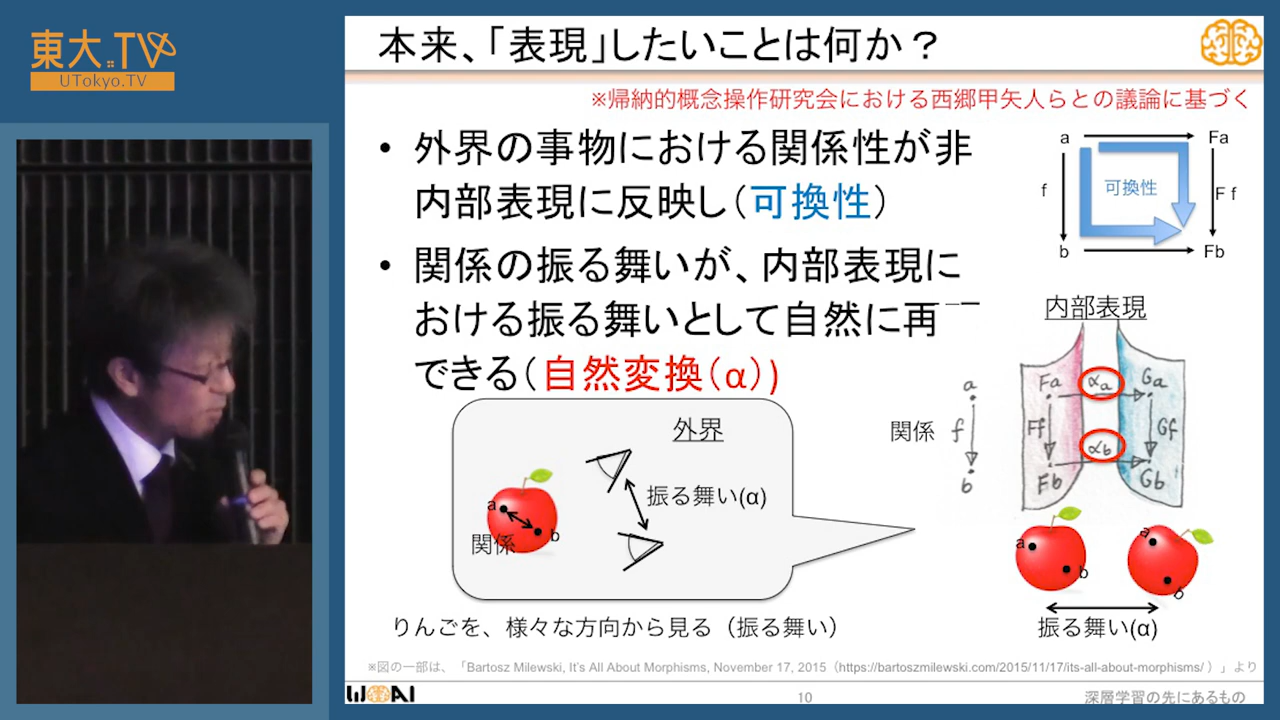 東大.TV
UTokyo.TV
本来、「表現」したいことは何か？
※帰納的概念操作研究会における西郷甲矢人らとの議論に基づく
• 外界の事物における関係性が非
内部表現に反映し（可換性）
• 関係の振る舞いが、内部表現に
おける振る舞いとして自然に再
できる（自然変換（α））
a
Fa
f
可換性
F f
b
Fb
内部表現
関係
a
f
b
Fa
αa
Ga
Ff
Gf
αb
Fb
Gb
外界
a
b
関係
振る舞い(α)
a
b
a
b
振る舞い(α)
りんごを、様々な方向から見る（振る舞い）
※図の一部は、「Bartosz Milewski, It's All About Morphisms, November 17, 2015（https://bartoszmilewski.com/2015/11/17/its-all-about-morphisms/ ）」より
WBAI
10
深層学習の先にあるもの